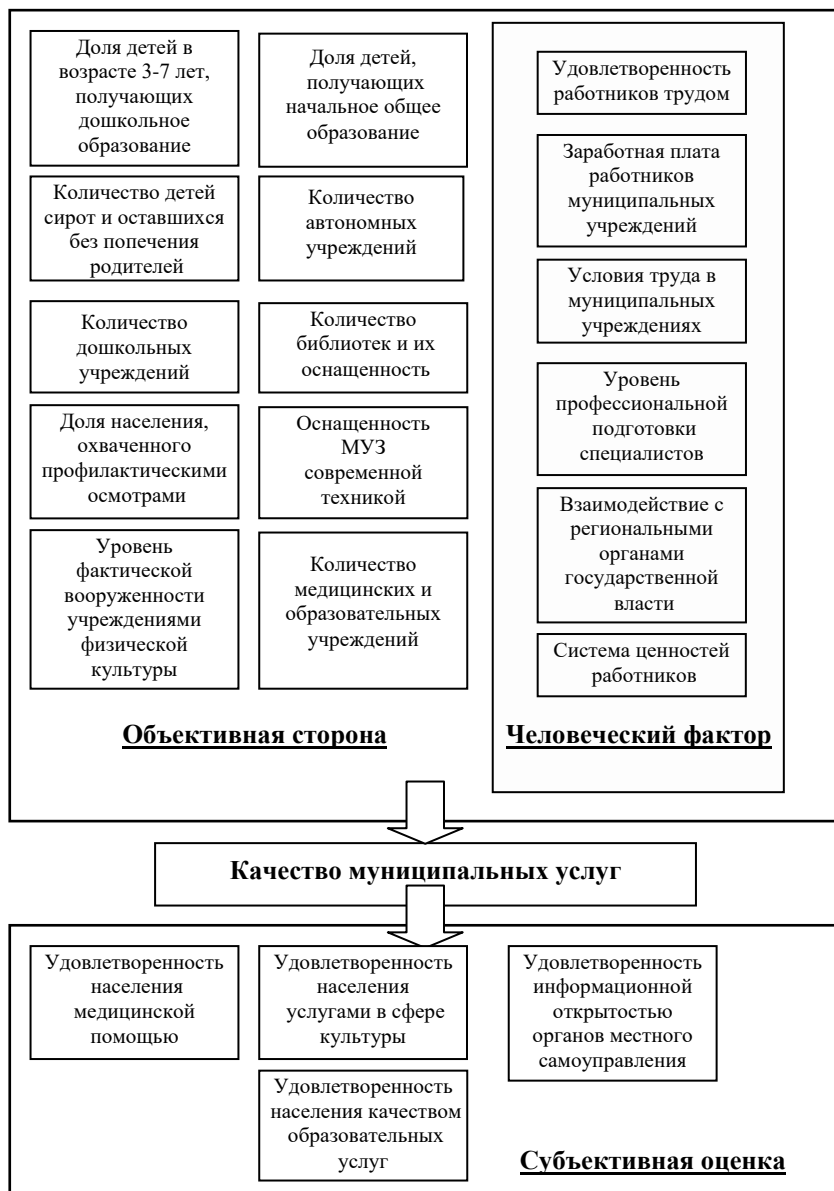 Доля детей в
возрасте 3-7 лет,
получающих
дошкольное
образование
Доля детей,
получающих
начальное общее
образование
Количество детей
сирот и оставшихся
без попечения
родителей
Количество
автономных
учреждений
Количество
дошкольных
учреждений
Количество
библиотек и их
оснащенность
Доля населения,
охваченного
профилактическими
осмотрами
Оснащенность
МУЗ
современной
техникой
Уровень
фактической
вооруженности
учреждениями
физической
культуры
Количество
медицинских и
образовательных
учреждений
Объективная сторона
Удовлетворенность
работников трудом
Заработная плата
работников
муниципальных
учреждений
Условия труда в
муниципальных
учреждениях
Уровень
профессиональной
подготовки
специалистов
Взаимодействие с
региональными
органами
государственной
власти
Система ценностей
работников
Человеческий фактор
Качество муниципальных услуг
Удовлетворенность
населения
медицинской
помощью
Удовлетворенность
населения
услугами в сфере
культуры
Удовлетворенность
информационной
открытостью
органов местного
самоуправления
Удовлетворенность
населения качеством
образовательных
услуг
Субъективная оценка